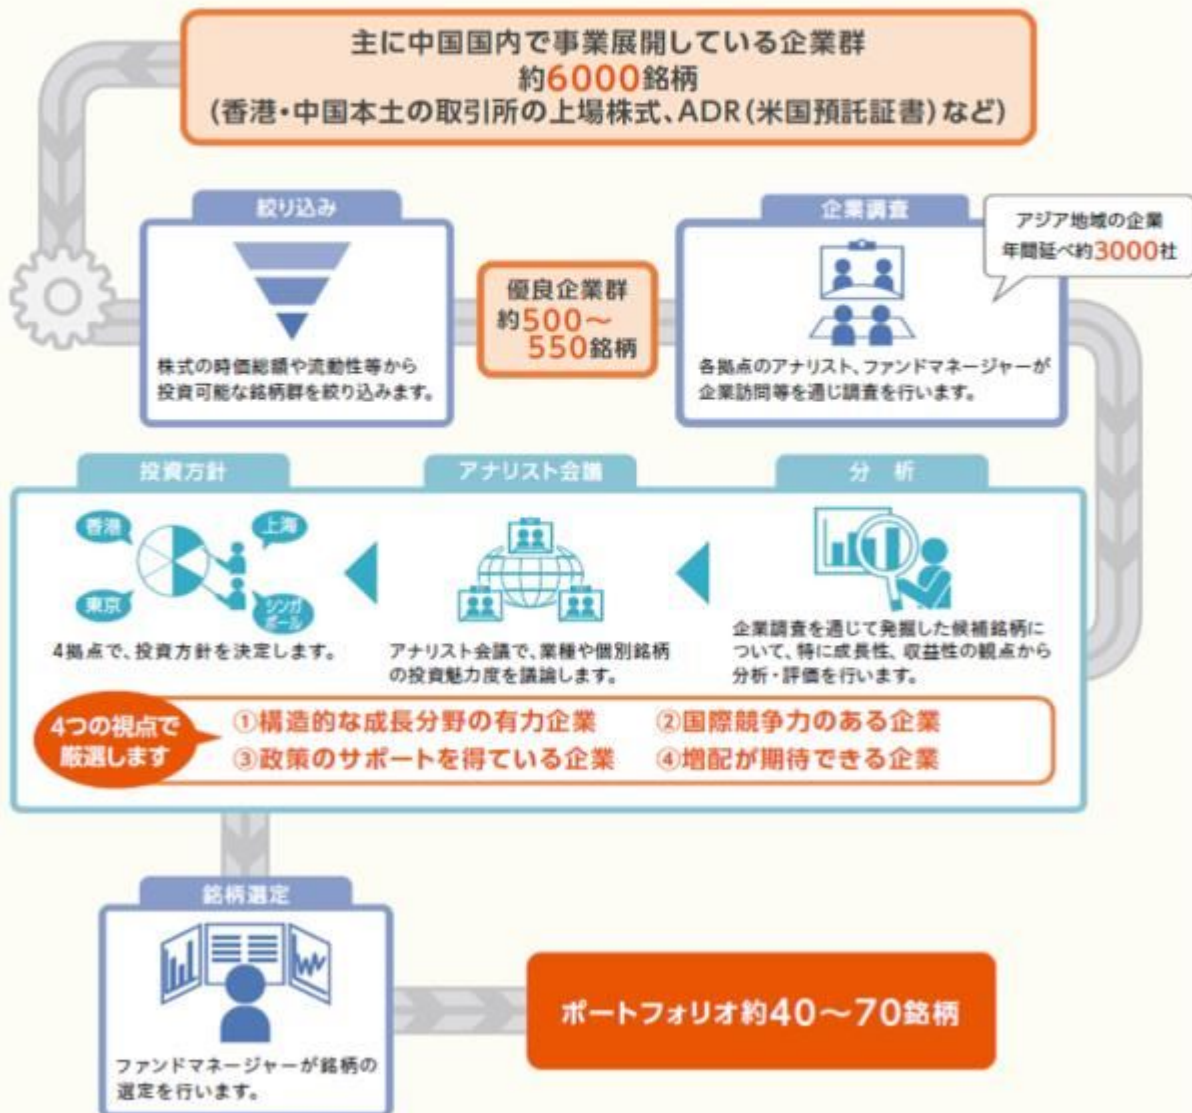 主に中国国内で事業展開している企業群
約6000銘柄
(香港・中国本土の取引所の上場株式、ADR(米国預託証書)など)
絞り込み
株式の時価総額や流動性等から
投資可能な銘柄群を絞り込みます。
優良企業群
約500〜
550銘柄
企業調査
アジア地域の企業
年間延べ約3000社
各拠点のアナリスト、ファンドマネージャーが
企業訪問等を通じ調査を行います。
分 析
企業調査を通じて発掘した候補銘柄に
ついて、特に成長性、収益性の観点から
分析・評価を行います。
アナリスト会議
アナリスト会議で、業種や個別銘柄
の投資魅力度を議論します。
投資方針
香港
上海
東京
シンガ
ポール
4拠点で、投資方針を決定します。
4つの視点で
厳選します
①構造的な成長分野の有力企業
②国際競争力のある企業
③政策のサポートを得ている企業
④増配が期待できる企業
銘柄選定
ファンドマネージャーが銘柄の
選定を行います。
ポートフォリオ約40〜70銘柄